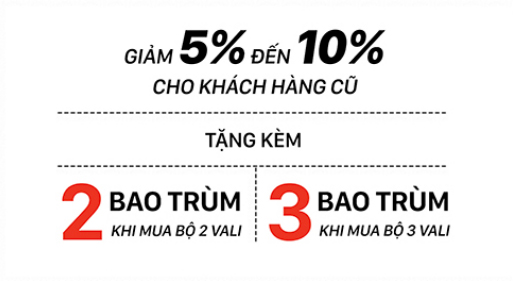 GIẢM 5% ĐẾN 10%
CHO KHÁCH HÀNG CŨ
TẶNG KÈM
2 BAO TRÙM
KHI MUA BỘ 2 VALI
3 BAO TRÙM
KHI MUA BỘ 3 VALI